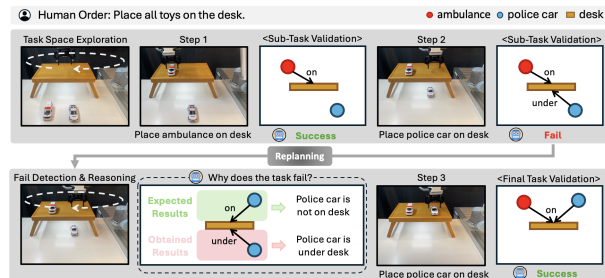 Human Order: Place all toys on the desk.
ambulance police car desk
Task Space Exploration Step 1 <Sub-Task Validation> Step 2 <Sub-Task Validation>
on
on
under
Place ambulance on desk Success Place police car on desk Fail
Replanning
Fail Detection & Reasoning Why does the task fail? Step 3 <Final Task Validation>
Expected Results
on
Police car is not on desk
on on
Obtained Results
under
Police car is under desk
Place police car on desk Success